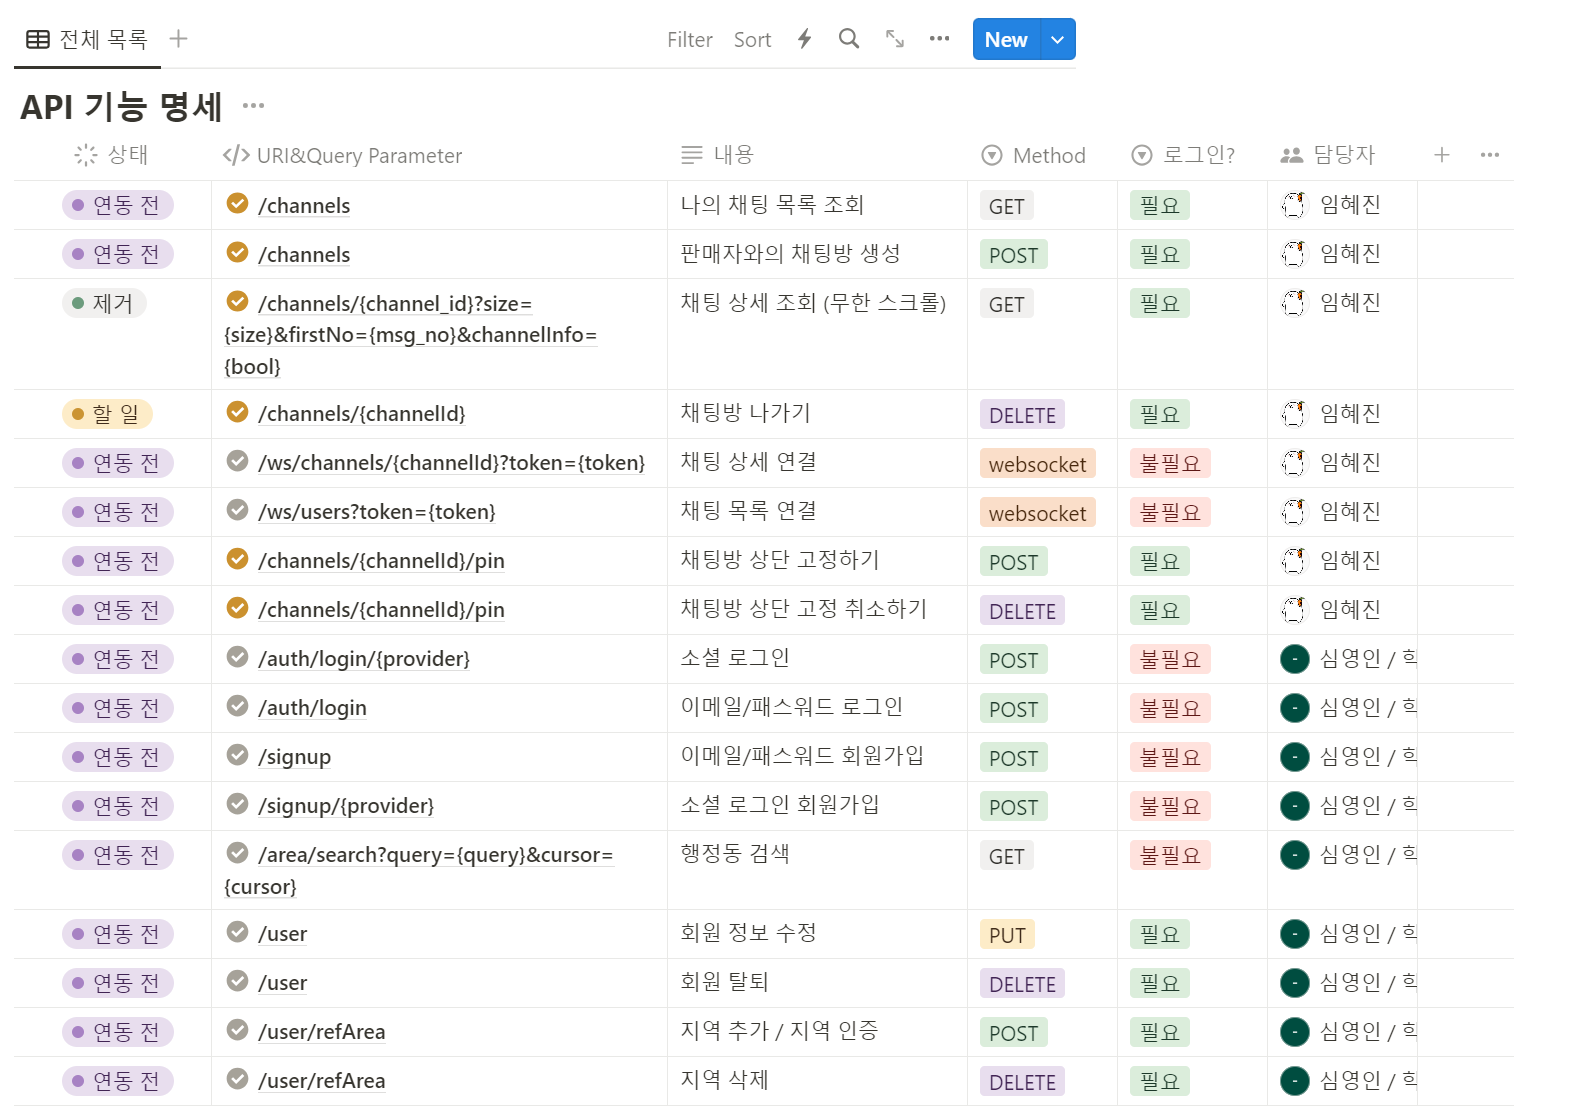 전체 목록
Filter Sort New
API 기능 명세
상태 URI&Query Parameter 내용 Method 로그인? 담당자
연동 전 /channels 나의 채팅 목록 조회 GET 필요 임혜진
연동 전 /channels 판매자와의 채팅방 생성 POST 필요 임혜진
제거 /channels/{channel_id}?size= 채팅 상세 조회 (무한 스크롤) GET 필요 임혜진
{size}&firstNo={msg_no}&channelInfo=
{bool}
할 일 /channels/{channelId} 채팅방 나가기 DELETE 필요 임혜진
연동 전 /ws/channels/{channelId}?token={token} 채팅 상세 연결 websocket 불필요 임혜진
연동 전 /ws/users?token={token} 채팅 목록 연결 websocket 불필요 임혜진
연동 전 /channels/{channelId}/pin 채팅방 상단 고정하기 POST 필요 임혜진
연동 전 /channels/{channelId}/pin 채팅방 상단 고정 취소하기 DELETE 필요 임혜진
연동 전 /auth/login/{provider} 소셜 로그인 POST 불필요 - 심영인 /
연동 전 /auth/login 이메일/패스워드 로그인 POST 불필요 - 심영인 /
연동 전 /signup 이메일/패스워드 회원가입 POST 불필요 - 심영인 /
연동 전 /signup/{provider} 소셜 로그인 회원가입 POST 불필요 - 심영인 /
연동 전 /area/search?query={query}&cursor= 행정동 검색 GET 불필요 - 심영인 /
{cursor}
연동 전 /user 회원 정보 수정 PUT 필요 - 심영인 /
연동 전 /user 회원 탈퇴 DELETE 필요 - 심영인 /
연동 전 /user/refArea 지역 추가 / 지역 인증 POST 필요 - 심영인 /
연동 전 /user/refArea 지역 삭제 DELETE 필요 - 심영인 /